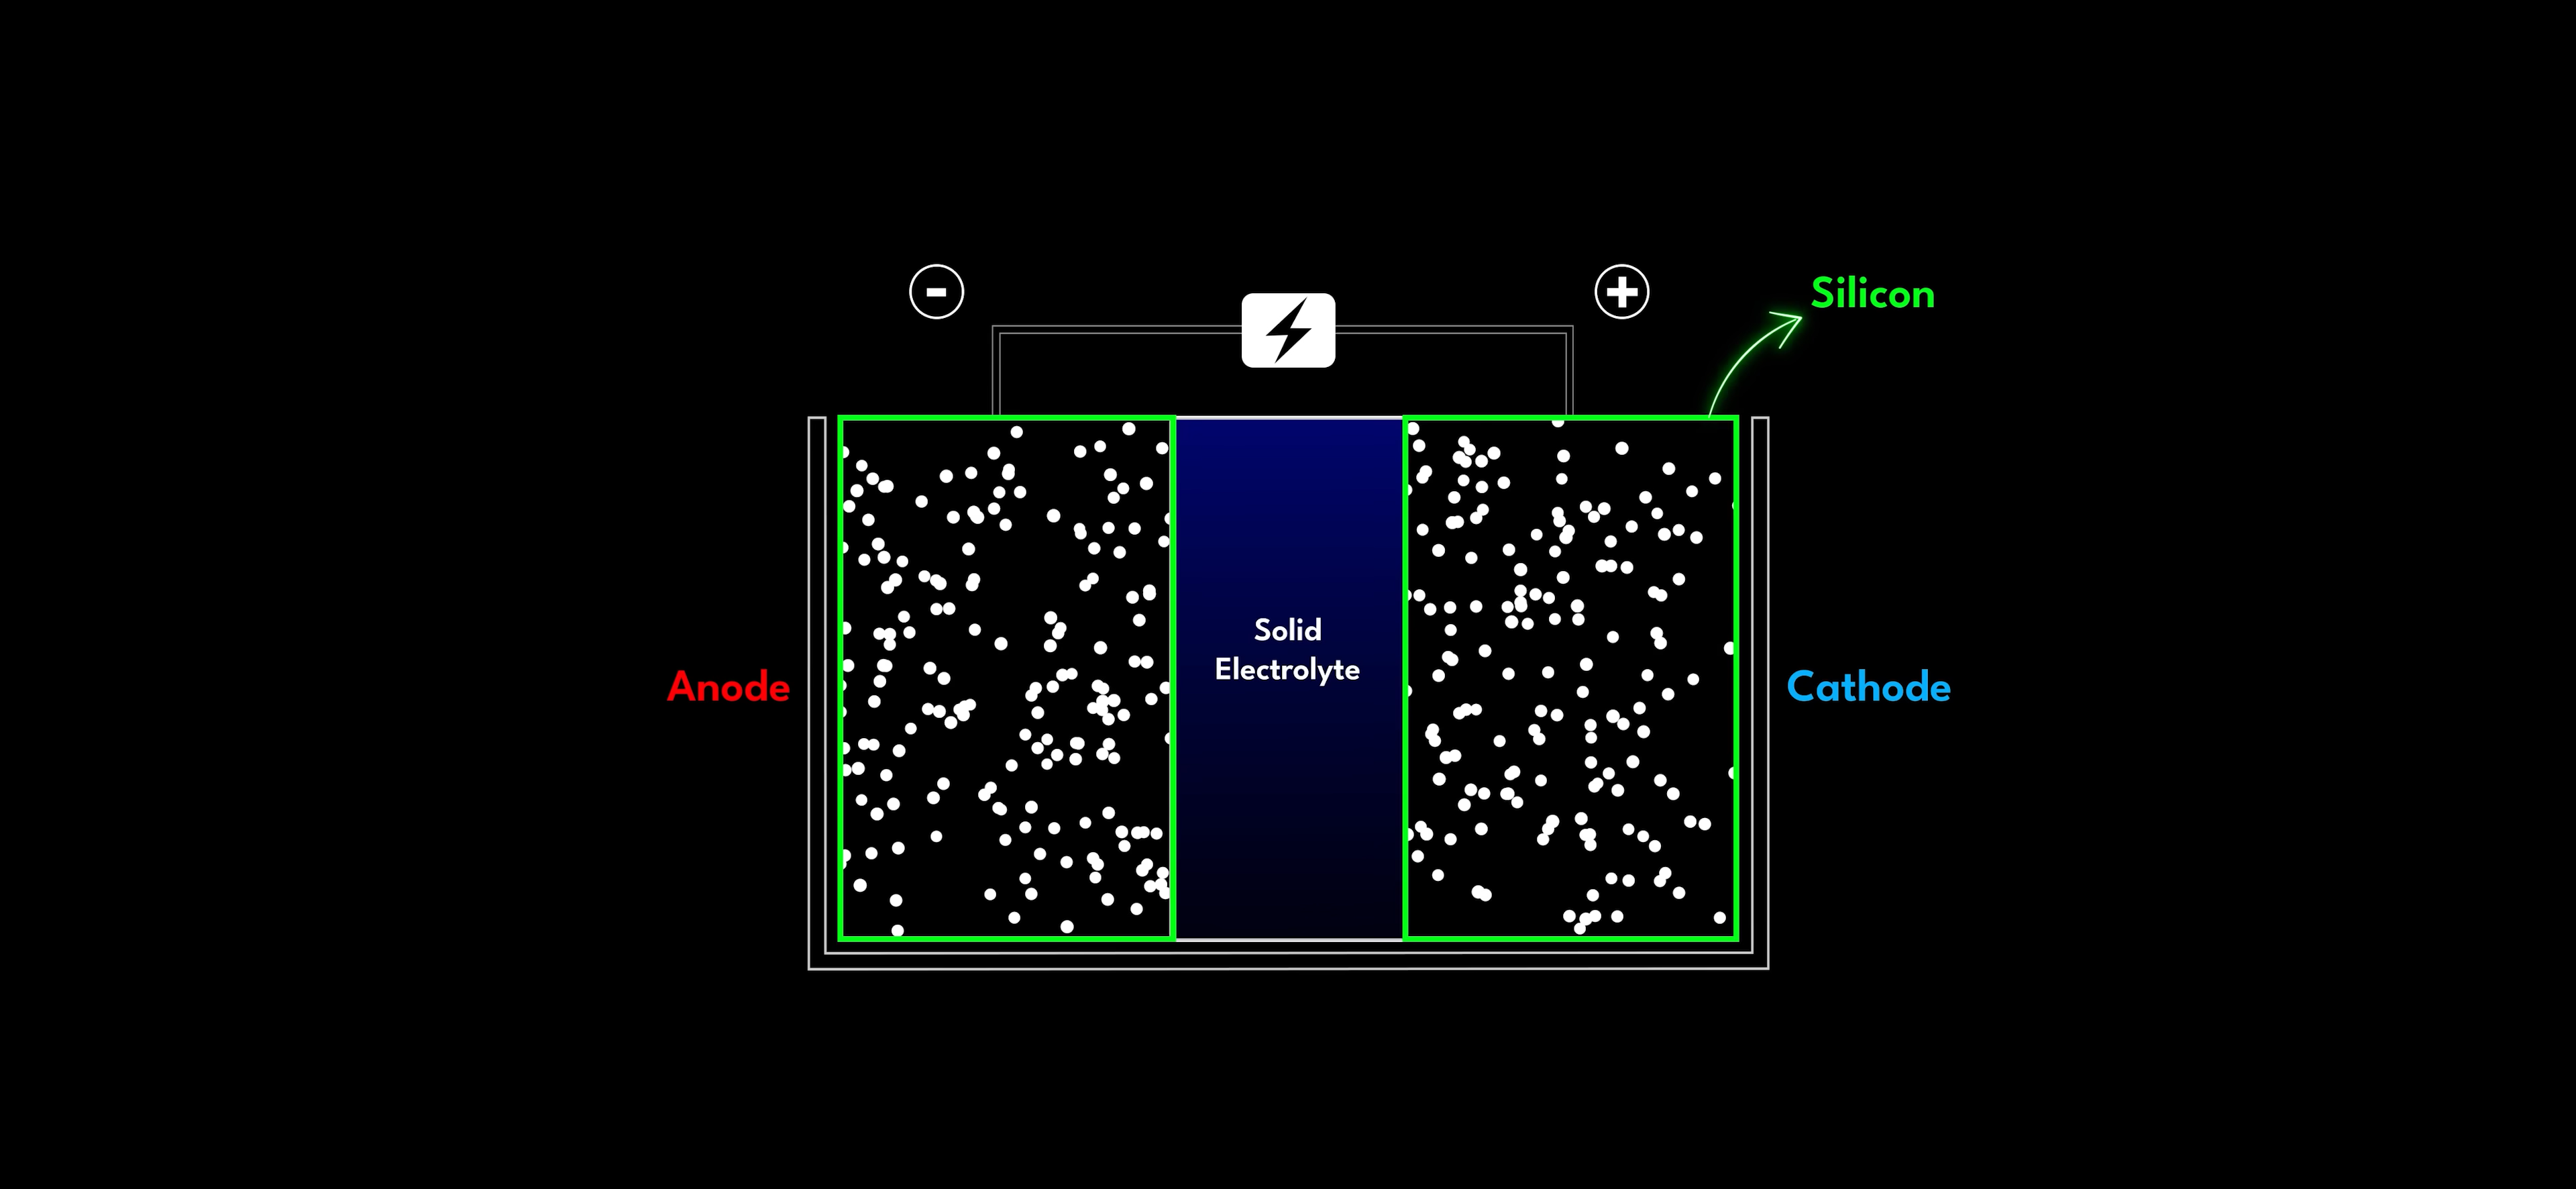 -
+
Silicon
Solid
Electrolyte
Anode
Cathode